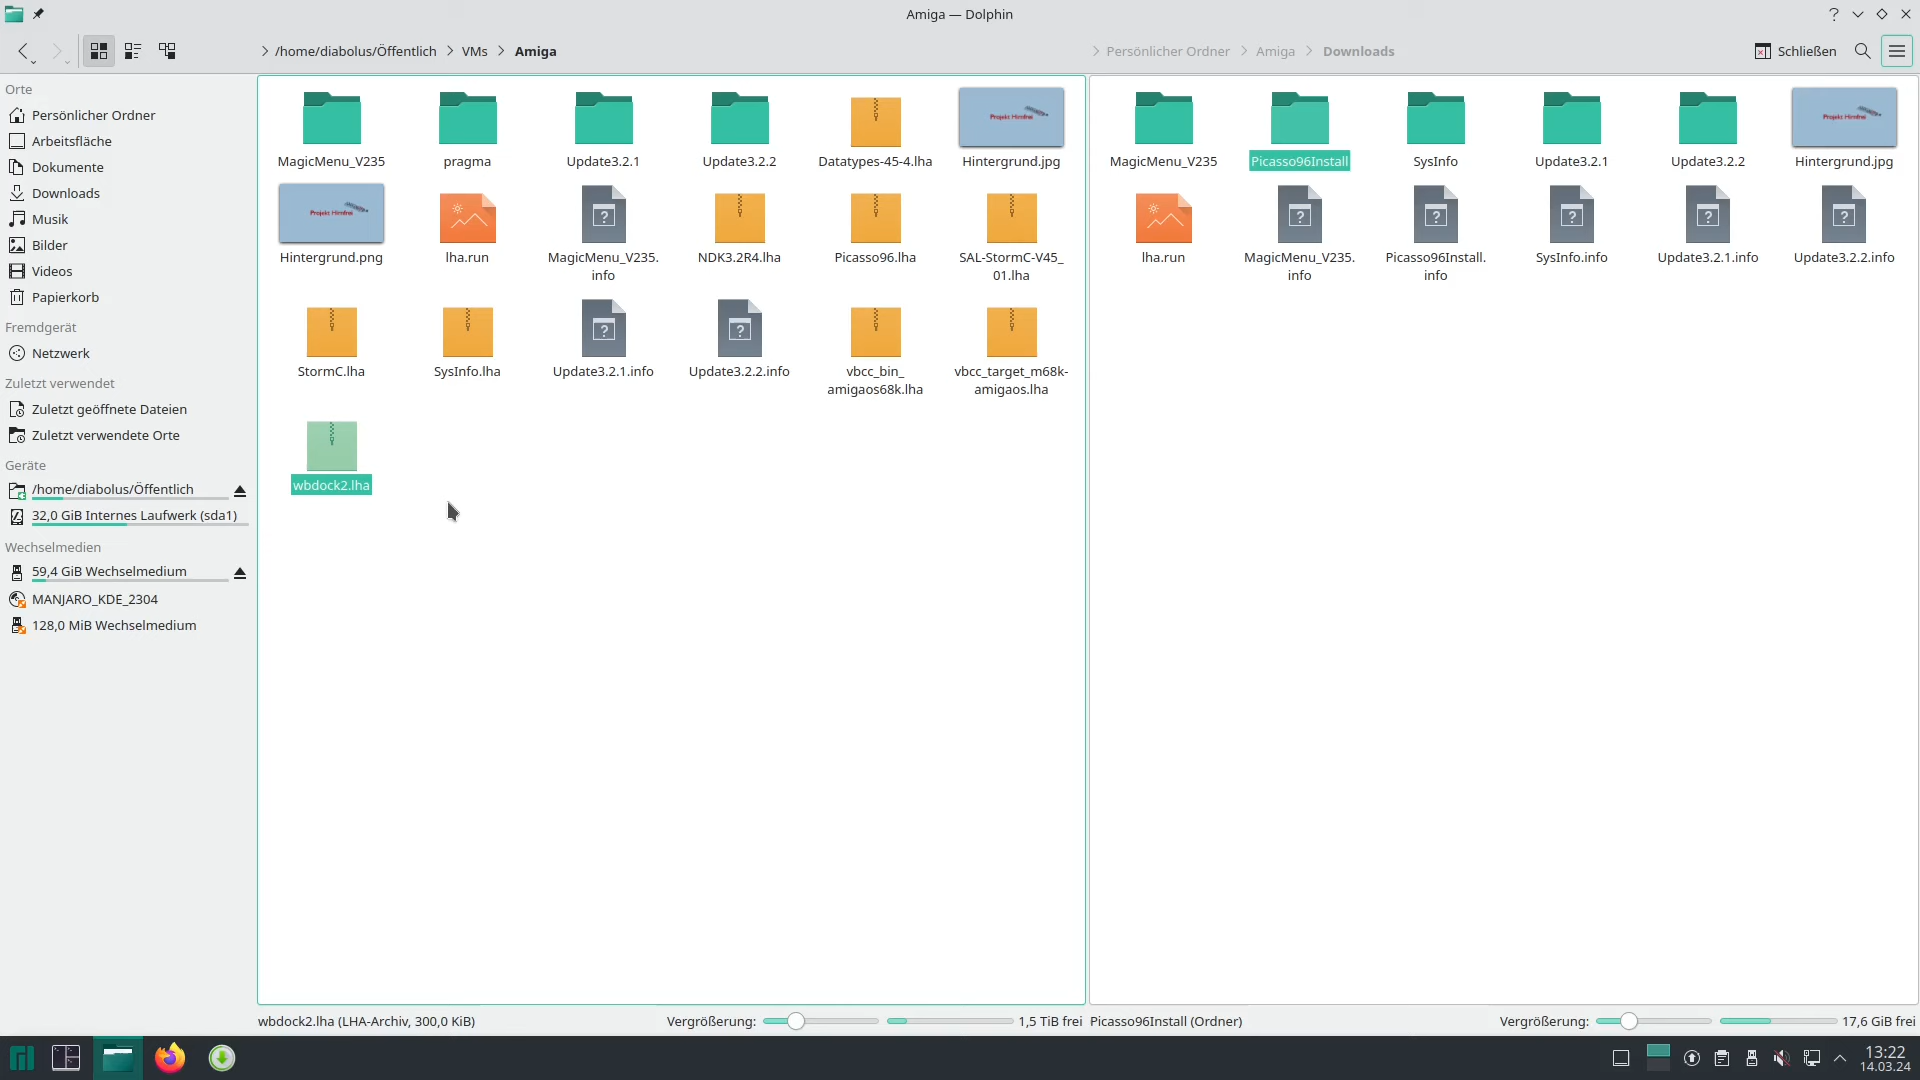 Amiga — Dolphin
/home/diabolus/Öffentlich
VMs
Amiga
Persönlicher Ordner
Amiga
Downloads
Schließen
Orte
Persönlicher Ordner
Arbeitsfläche
Dokumente
Downloads
Musik
Bilder
Videos
Papierkorb
Fremdgerät
Netzwerk
Zuletzt verwendet
Zuletzt geöffnete Dateien
Zuletzt verwendete Orte
Geräte
/home/diabolus/Öffentlich
32,0 GiB Internes Laufwerk (sda1)
Wechselmedien
59,4 GiB Wechselmedium
MANJARO_KDE_2304
128,0 MiB Wechselmedium
MagicMenu_V235
pragma
Update3.2.1
Update3.2.2
Datatypes-45-4.lha
Projekt Hirnfrei
Hintergrund.jpg
Projekt Hirnfrei
Hintergrund.png
lha.run
MagicMenu_V235.
info
NDK3.2R4.lha
Picasso96.lha
SAL-StormC-V45_
01.lha
StormC.lha
SysInfo.lha
Update3.2.1.info
Update3.2.2.info
vbcc_bin_
amigaos68k.lha
vbcc_target_m68k-
amigaos.lha
wbdock2.lha
MagicMenu_V235
Picasso96Install
SysInfo
Update3.2.1
Update3.2.2
Projekt Hirnfrei
Hintergrund.jpg
lha.run
MagicMenu_V235.
info
Picasso96Install.
info
SysInfo.info
Update3.2.1.info
Update3.2.2.info
wbdock2.lha (LHA-Archiv, 300,0 KiB)
Vergrößerung:
1,5 TiB frei
Picasso96Install (Ordner)
Vergrößerung:
17,6 GiB frei
13:22
14.03.24